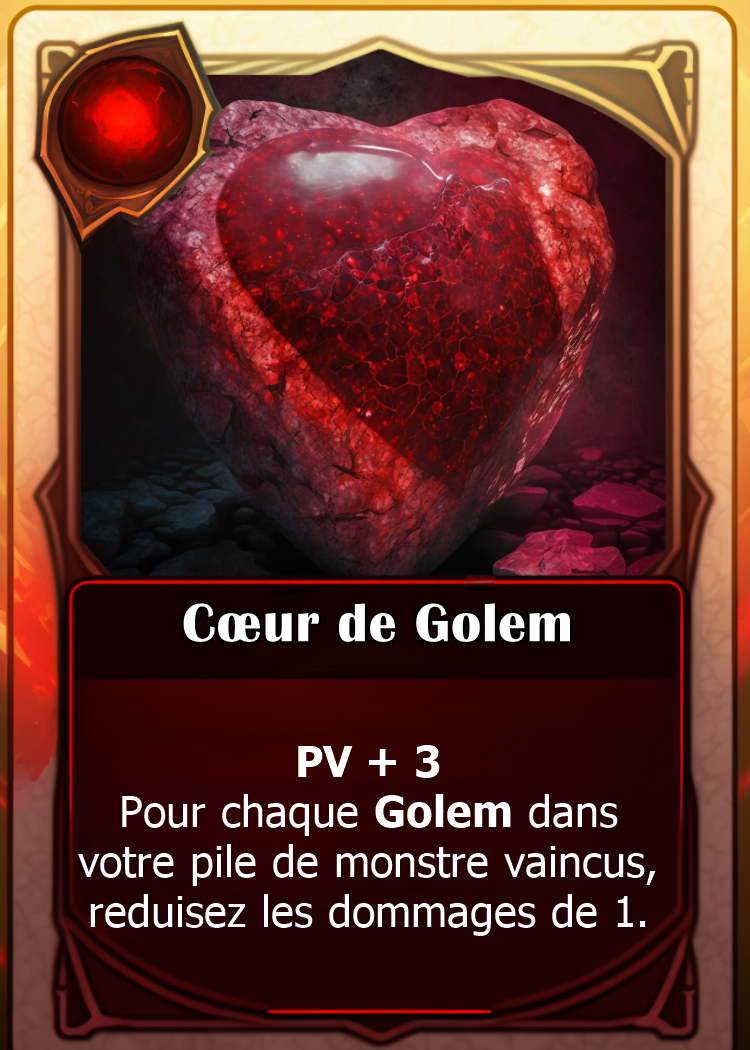 Cœur de Golem
PV + 3
Pour chaque Golem dans
votre pile de monstre vaincus,
reduisez les dommages de 1.